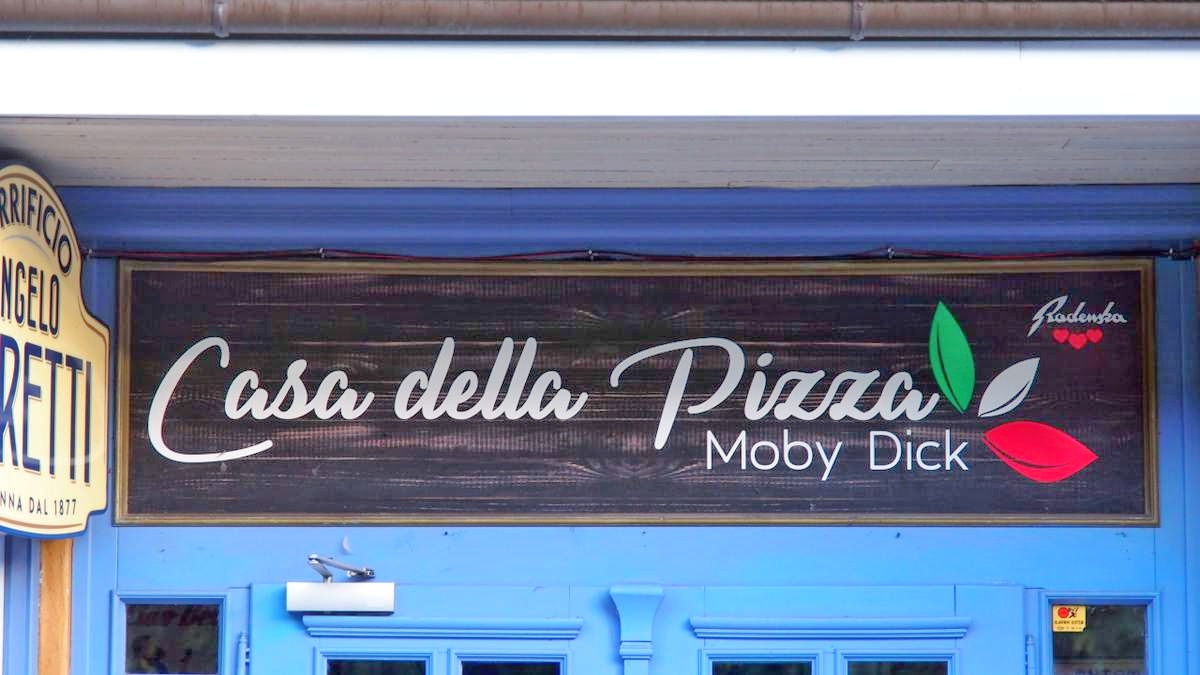 RRIFICIO
NGELO
RETTI
NNA DAL 1877
Casa della Pizza
Moby Dick
Radenska